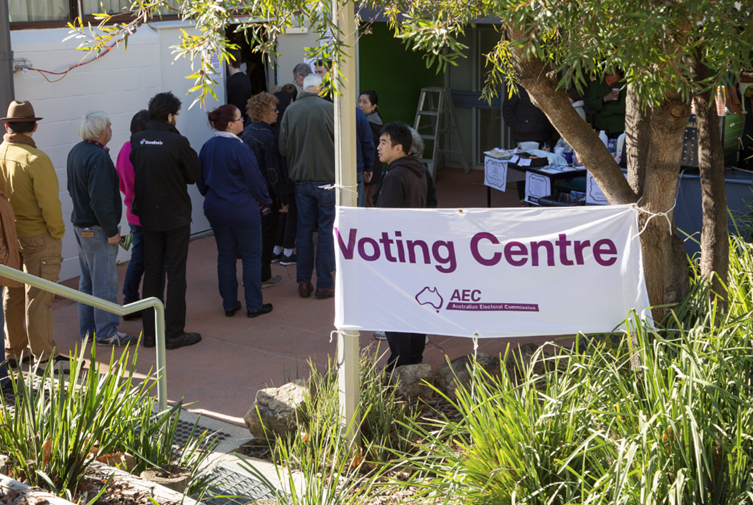 Voting Centre
AEC
Australian Electoral Commission